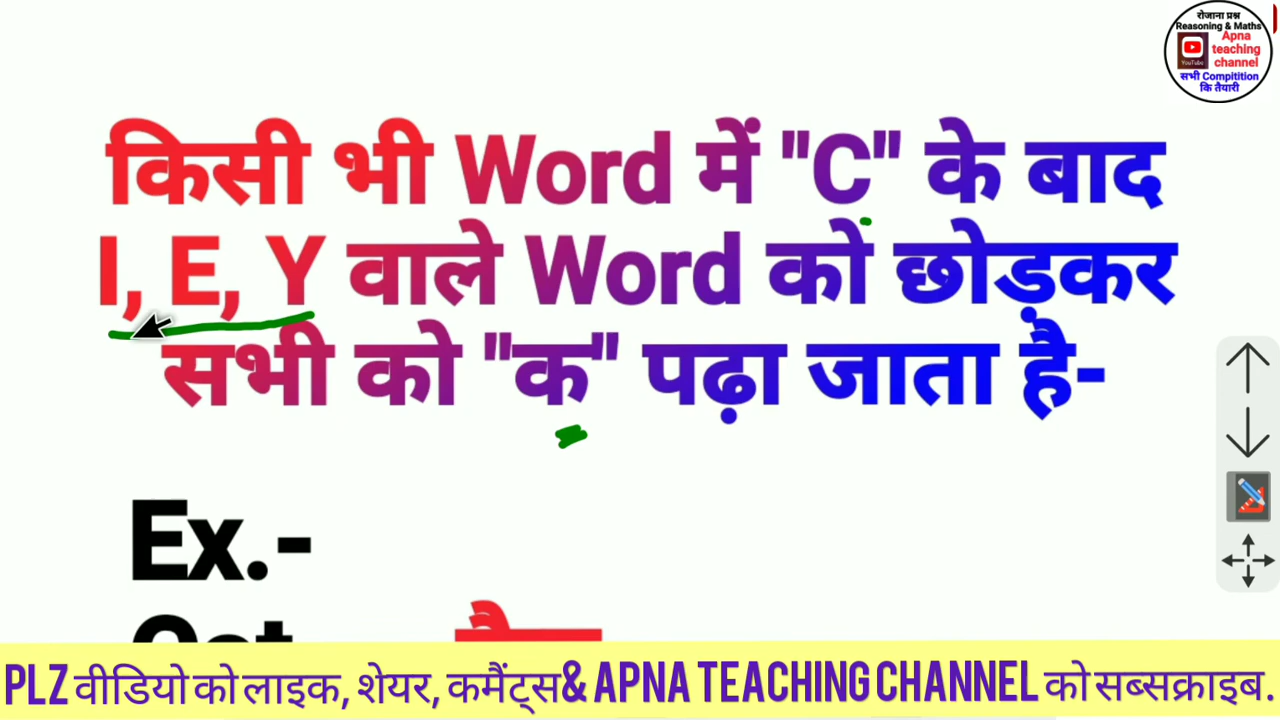 रोजाना प्रश्न
Reasoning & Maths
Apna
teaching
channel
YouTube
सभी Compitition
कि तैयारी
किसी भी Word में "C" के बाद
I, E, Y वाले Word को छोड़कर
सभी को "क" पढ़ा जाता है-
Ex.-
PLZ वीडियो को लाइक, शेयर, कमैंट्स& APNA TEACHING CHANNEL को सब्सक्राइब.